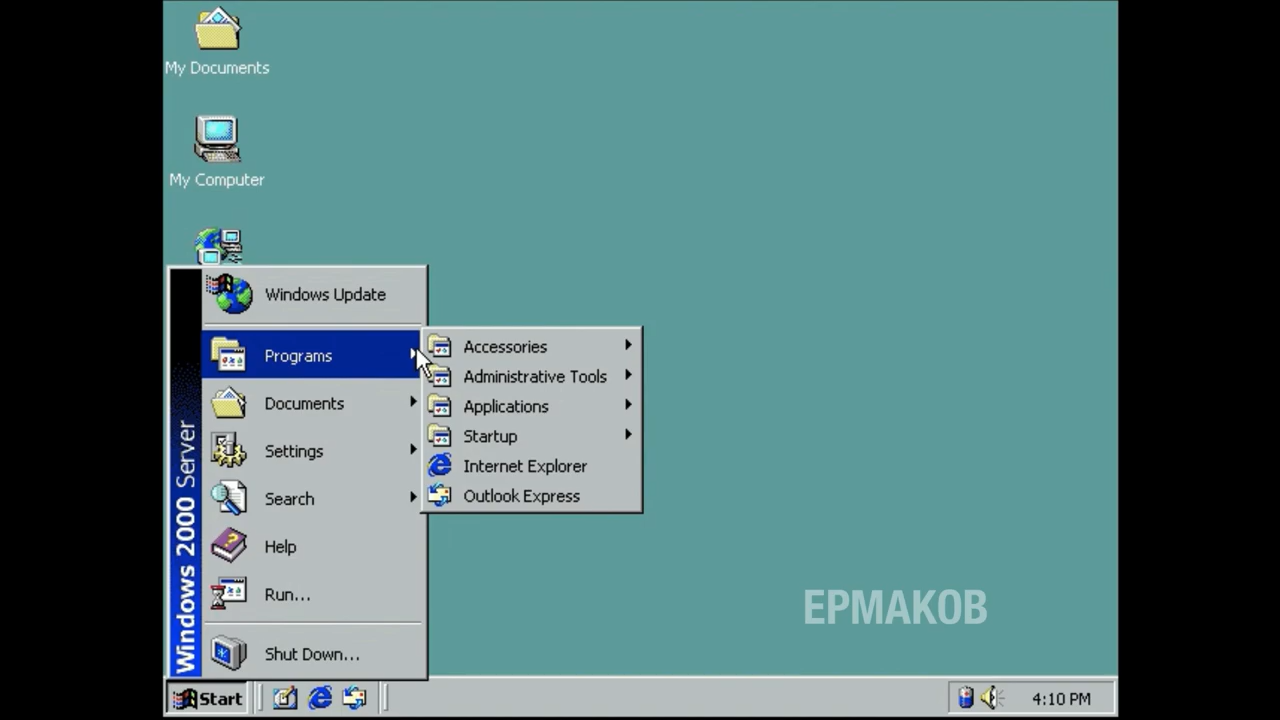 My Documents
My Computer
Windows Update
Programs
Documents
Settings
Search
Help
Run...
Shut Down...
Windows 2000 Server
Accessories
Administrative Tools
Applications
Startup
Internet Explorer
Outlook Express
ЕРМАКОВ
Start
4:10 PM